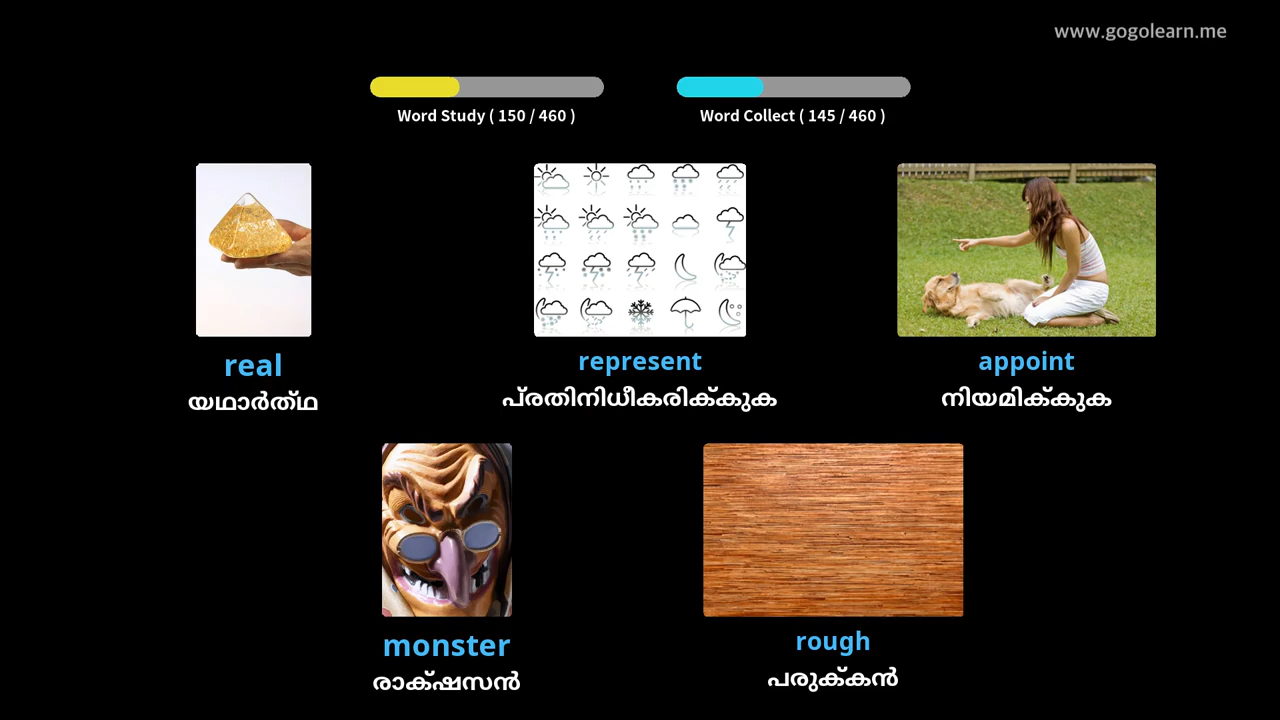 www.gogolearn.me
Word Study ( 150 / 460 )
Word Collect ( 145 / 460 )
real
യഥാർത്ഥ
represent
പ്രതിനിധീകരിക്കുക
appoint
നിയമിക്കുക
monster
രാക്ഷസൻ
rough
പരുക്കൻ